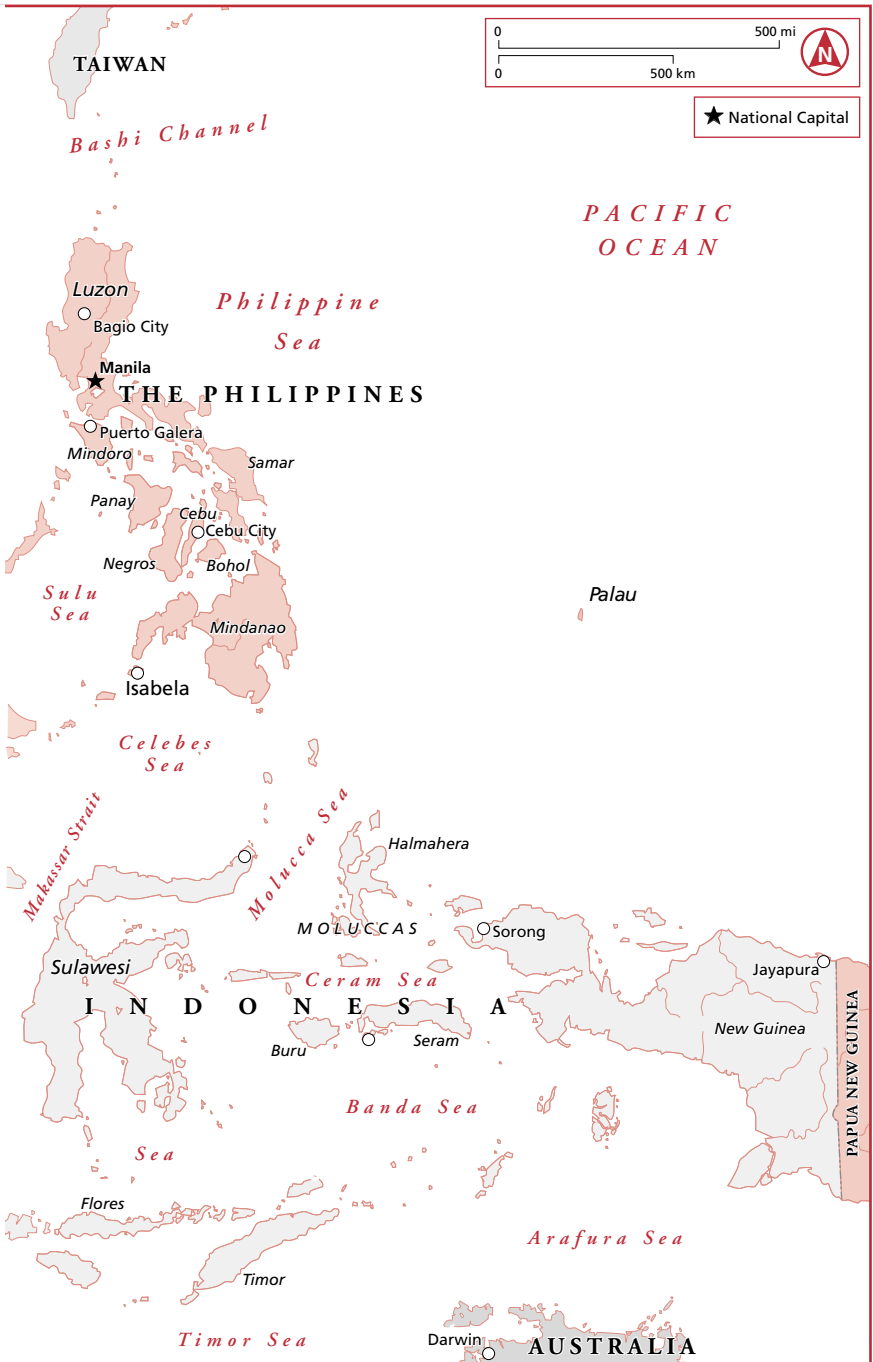 0 500 mi
N
0 500 km
TAIWAN
★ National Capital
Bashi Channel
PACIFIC
OCEAN
Luzon
Philippine
Sea
Bagio City
Manila
THE PHILIPPINES
Puerto Galera
Mindoro
Samar
Panay
Cebu
Cebu City
Negros
Bohol
Sulu
Sea
Palau
Mindanao
Isabela
Celebes
Sea
Makassar Strait
Molucca Sea
Halmahera
MOLUCCAS
Sorong
Sulawesi
Jayapura
Ceram Sea
INDONESIA
New Guinea
PAPUA NEW GUINEA
Buru
Seram
Banda Sea
Sea
Flores
Arafura Sea
Timor
Timor Sea
Darwin
AUSTRALIA